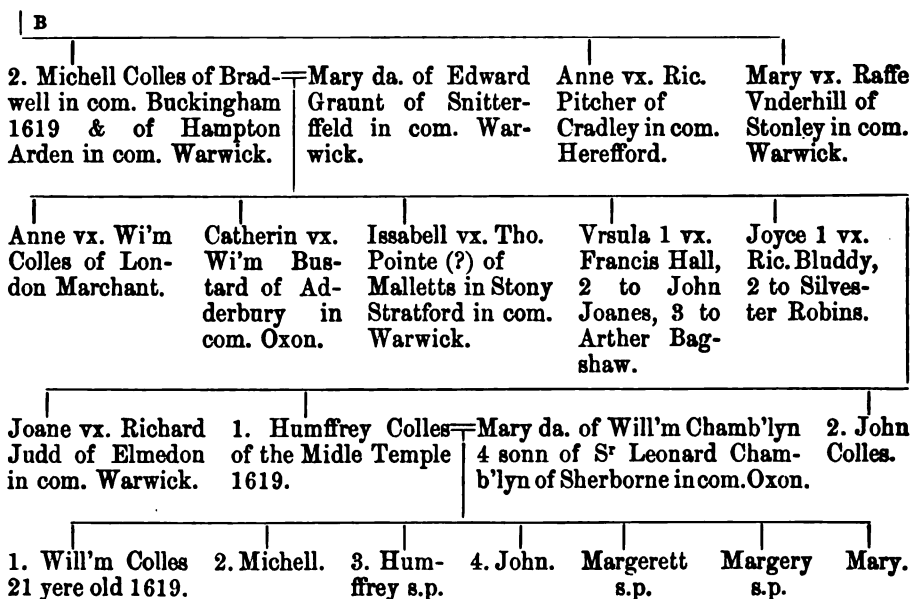 B
2. Michell Colles of Brad-
well in com. Buckingham
1619 & of Hampton
Arden in com. Warwick.
Mary da. of Edward
Graunt of Snitter-
ffeld in com. War-
wick.
Anne vx. Ric.
Pitcher of
Cradley in com.
Herefford.
Mary vx. Raffe
Vnderhill of
Stonley in com.
Warwick.
Anne vx. Wi'm
Colles of Lon-
don Marchant.
Catherin vx.
Wi'm Bus-
tard of Ad-
derbury in
com. Oxon.
Issabell vx. Tho.
Pointe (?) of
Malletts in Stony
Stratford in com.
Warwick.
Vrsula 1 vx.
Francis Hall,
2 to John
Joanes, 3 to
Arther Bag-
shaw.
Joyce 1 vx.
Ric. Bluddy,
2 to Silves-
ter Robins.
Joane vx. Richard
Judd of Elmedon
in com. Warwick.
1. Humffrey Colles
of the Midle Temple
1619.
Mary da. of Will'm Chamb'lyn
4 sonn of Sr Leonard Cham-
b'lyn of Sherborne in com. Oxon.
2. John
Colles.
1. Will'm Colles
21 yere old 1619.
2. Michell.
3. Hum-
ffrey s.p.
4. John.
Margerett
s.p.
Margery
s.p.
Mary.